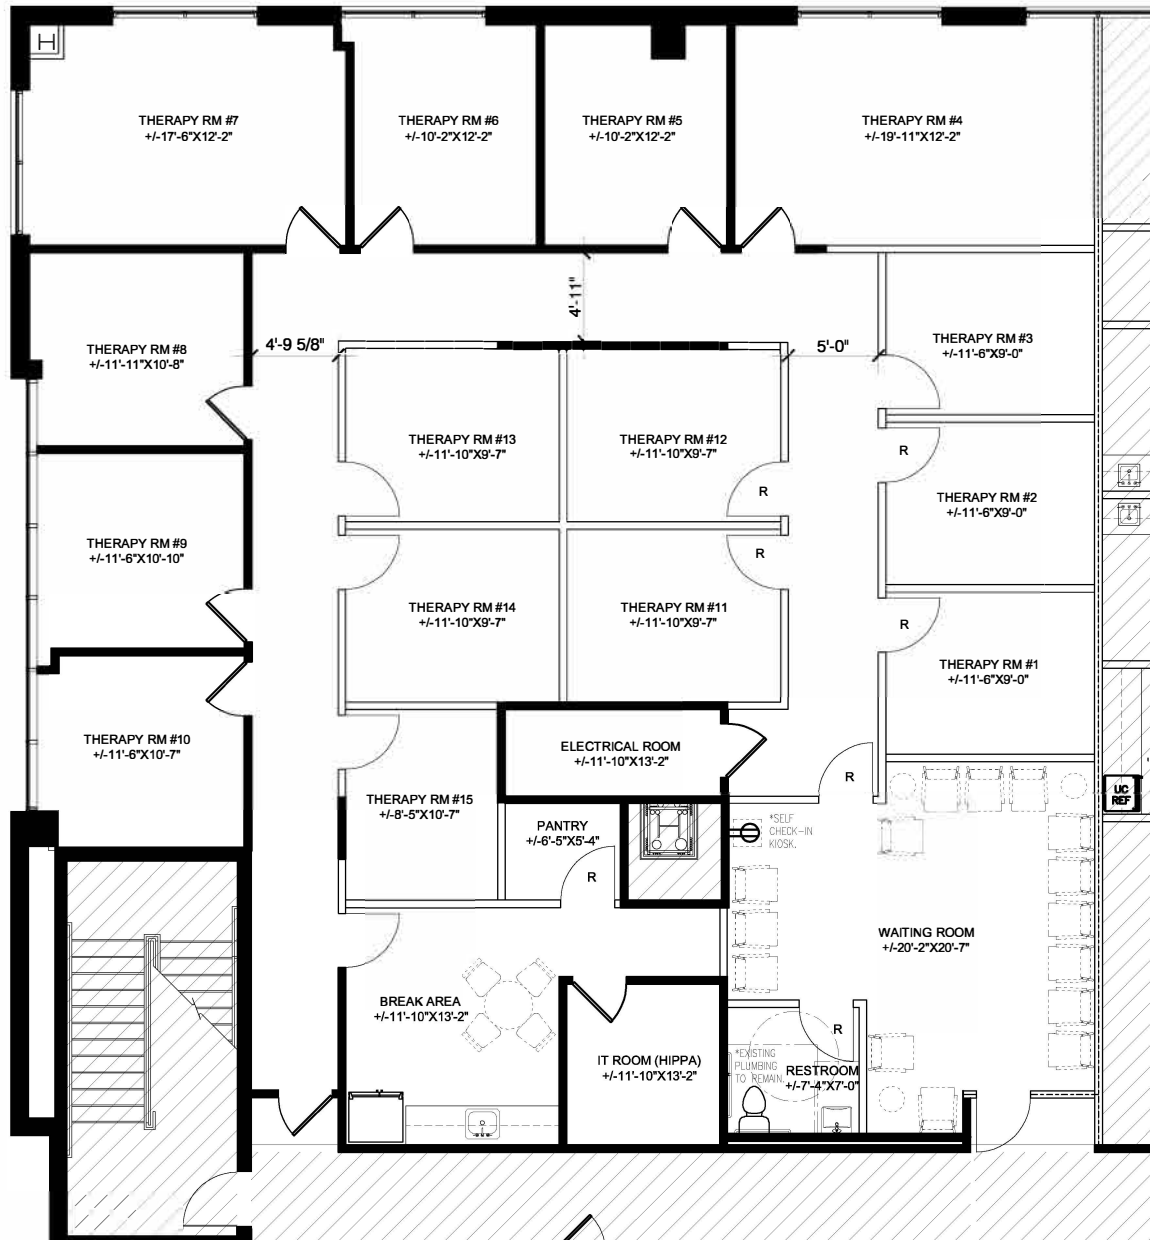 H
THERAPY RM #7
+/-17'-6"X12'-2"
THERAPY RM #6
+/-10'-2"X12'-2"
THERAPY RM #5
+/-10'-2"X12'-2"
THERAPY RM #4
+/-19'-11"X12'-2"
4'-11"
4'-9 5/8"
5'-0"
THERAPY RM #8
+/-11'-11"X10'-8"
THERAPY RM #3
+/-11'-6"X9'-0"
THERAPY RM #13
+/-11'-10"X9'-7"
THERAPY RM #12
+/-11'-10"X9'-7"
R
R
THERAPY RM #2
+/-11'-6"X9'-0"
THERAPY RM #9
+/-11'-6"X10'-10"
R
THERAPY RM #14
+/-11'-10"X9'-7"
THERAPY RM #11
+/-11'-10"X9'-7"
R
THERAPY RM #1
+/-11'-6"X9'-0"
THERAPY RM #10
+/-11'-6"X10'-7"
ELECTRICAL ROOM
+/-11'-10"X13'-2"
R
UC
REF
THERAPY RM #15
+/-8'-5"X10'-7"
PANTRY
+/-6'-5"X5'-4"
R
*SELF
CHECK-IN
KIOSK.
WAITING ROOM
+/-20'-2"X20'-7"
BREAK AREA
+/-11'-10"X13'-2"
IT ROOM (HIPPA)
+/-11'-10"X13'-2"
R
*EXISTING
PLUMBING
TO REMAIN.
RESTROOM
+/-7'-4"X7'-0"